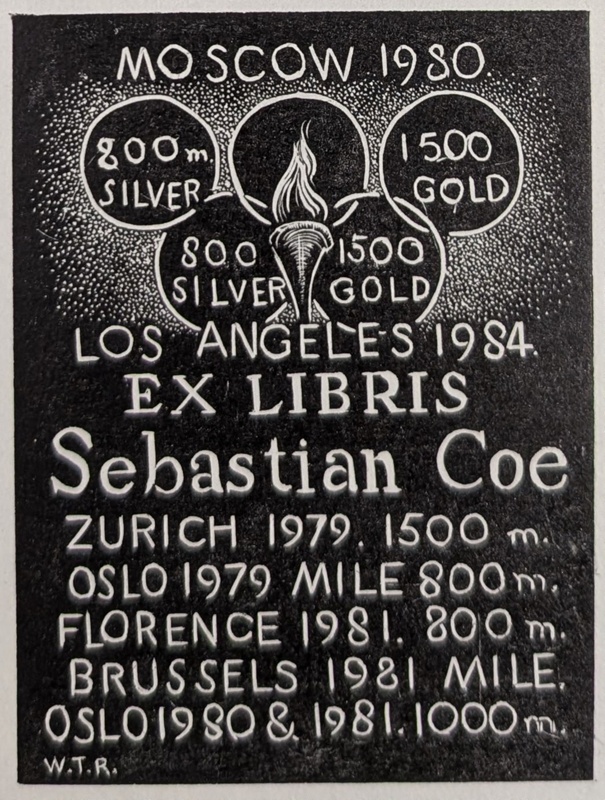 MOSCOW 1980.
800m. 1500
SILVER GOLD
800 1500
SILVER GOLD
LOS ANGELES 1984.
EX LIBRIS
Sebastian Coe
ZURICH 1979. 1500 m.
OSLO 1979 MILE 800m.
FLORENCE 1981. 800 m.
BRUSSELS 1981 MILE.
OSLO 1980 & 1981. 1000m.
W.T.R.